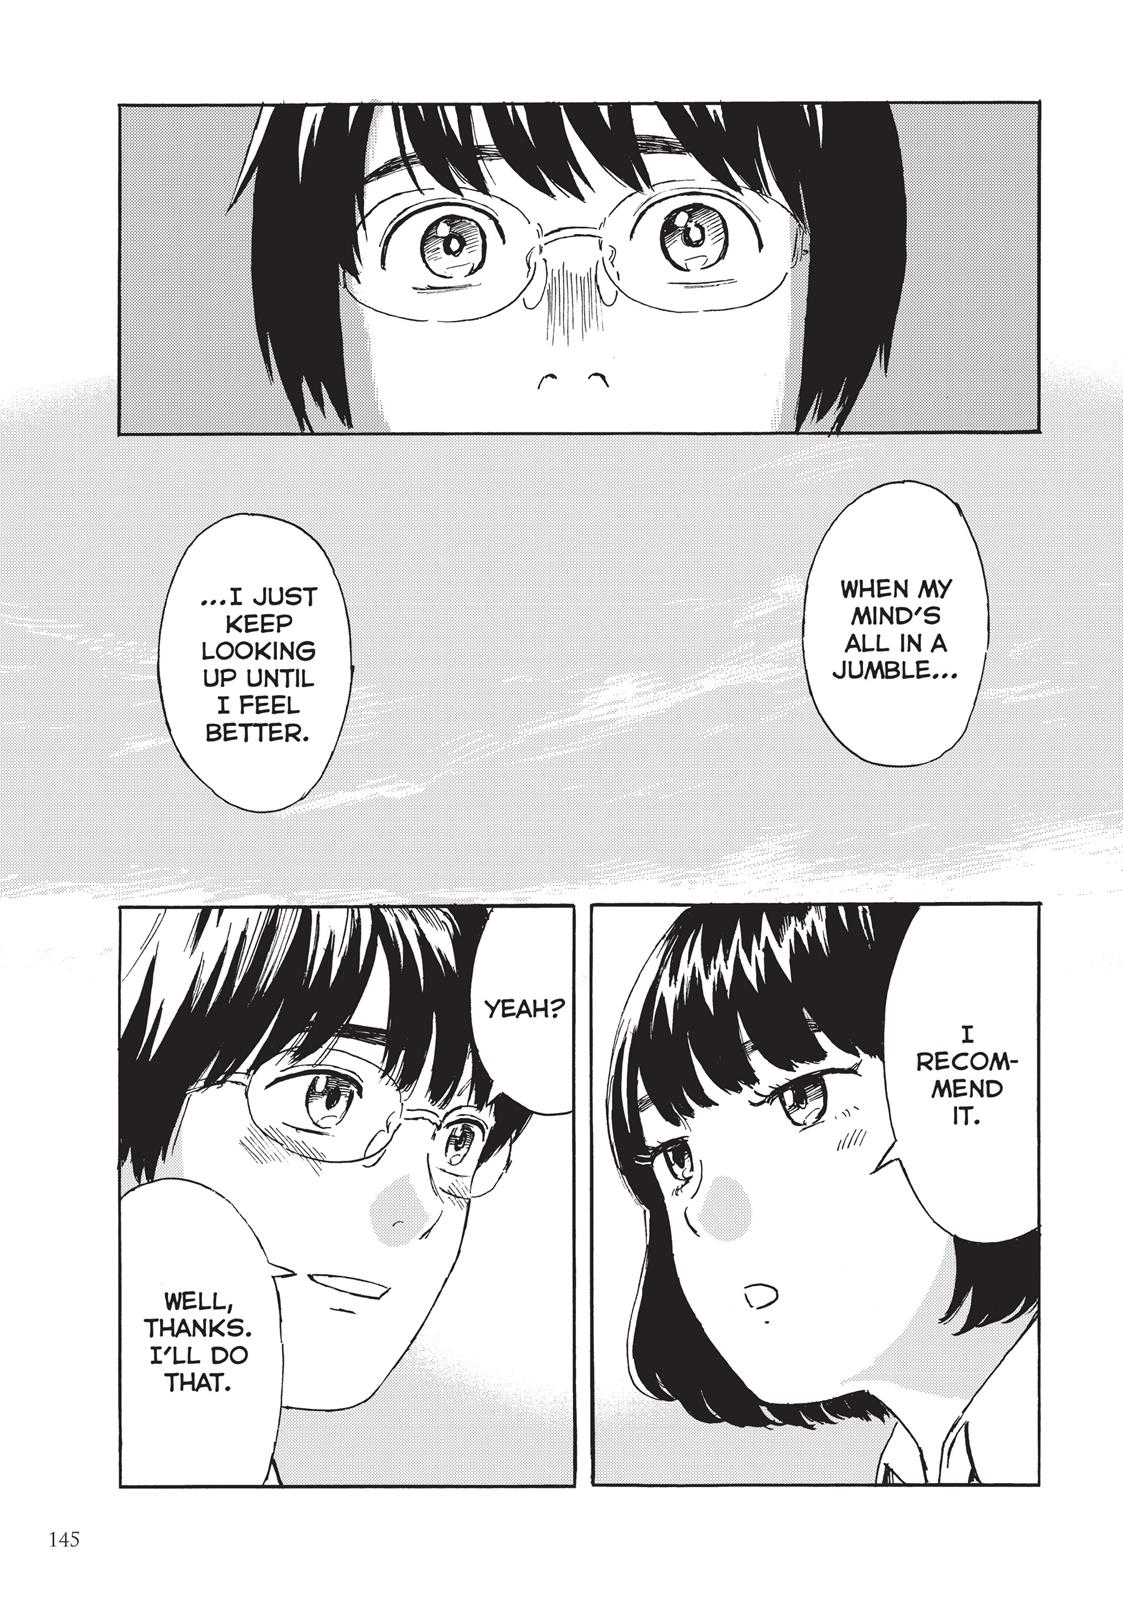 WHEN MY
MIND'S
ALL IN A
JUMBLE...
...I JUST
KEEP
LOOKING
UP UNTIL
I FEEL
BETTER.
I
RECOM-
MEND
IT.
YEAH?
WELL,
THANKS.
I'LL DO
THAT.
145